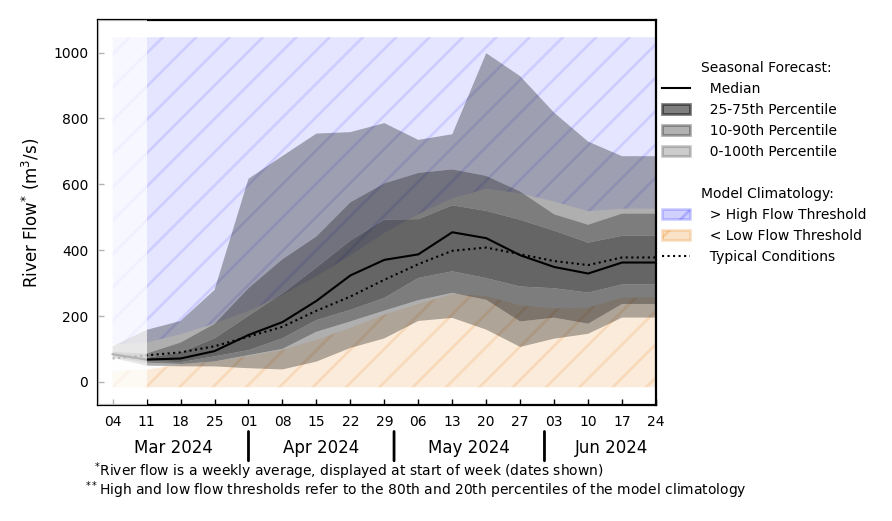 1000
800
600
400
200
0
River Flow* (m³/s)
04 11 18 25 01 08 15 22 29 06 13 20 27 03 10 17 24
Mar 2024 Apr 2024 May 2024 Jun 2024
Seasonal Forecast:
Median
25-75th Percentile
10-90th Percentile
0-100th Percentile
Model Climatology:
> High Flow Threshold
< Low Flow Threshold
Typical Conditions
*River flow is a weekly average, displayed at start of week (dates shown)
**High and low flow thresholds refer to the 80th and 20th percentiles of the model climatology